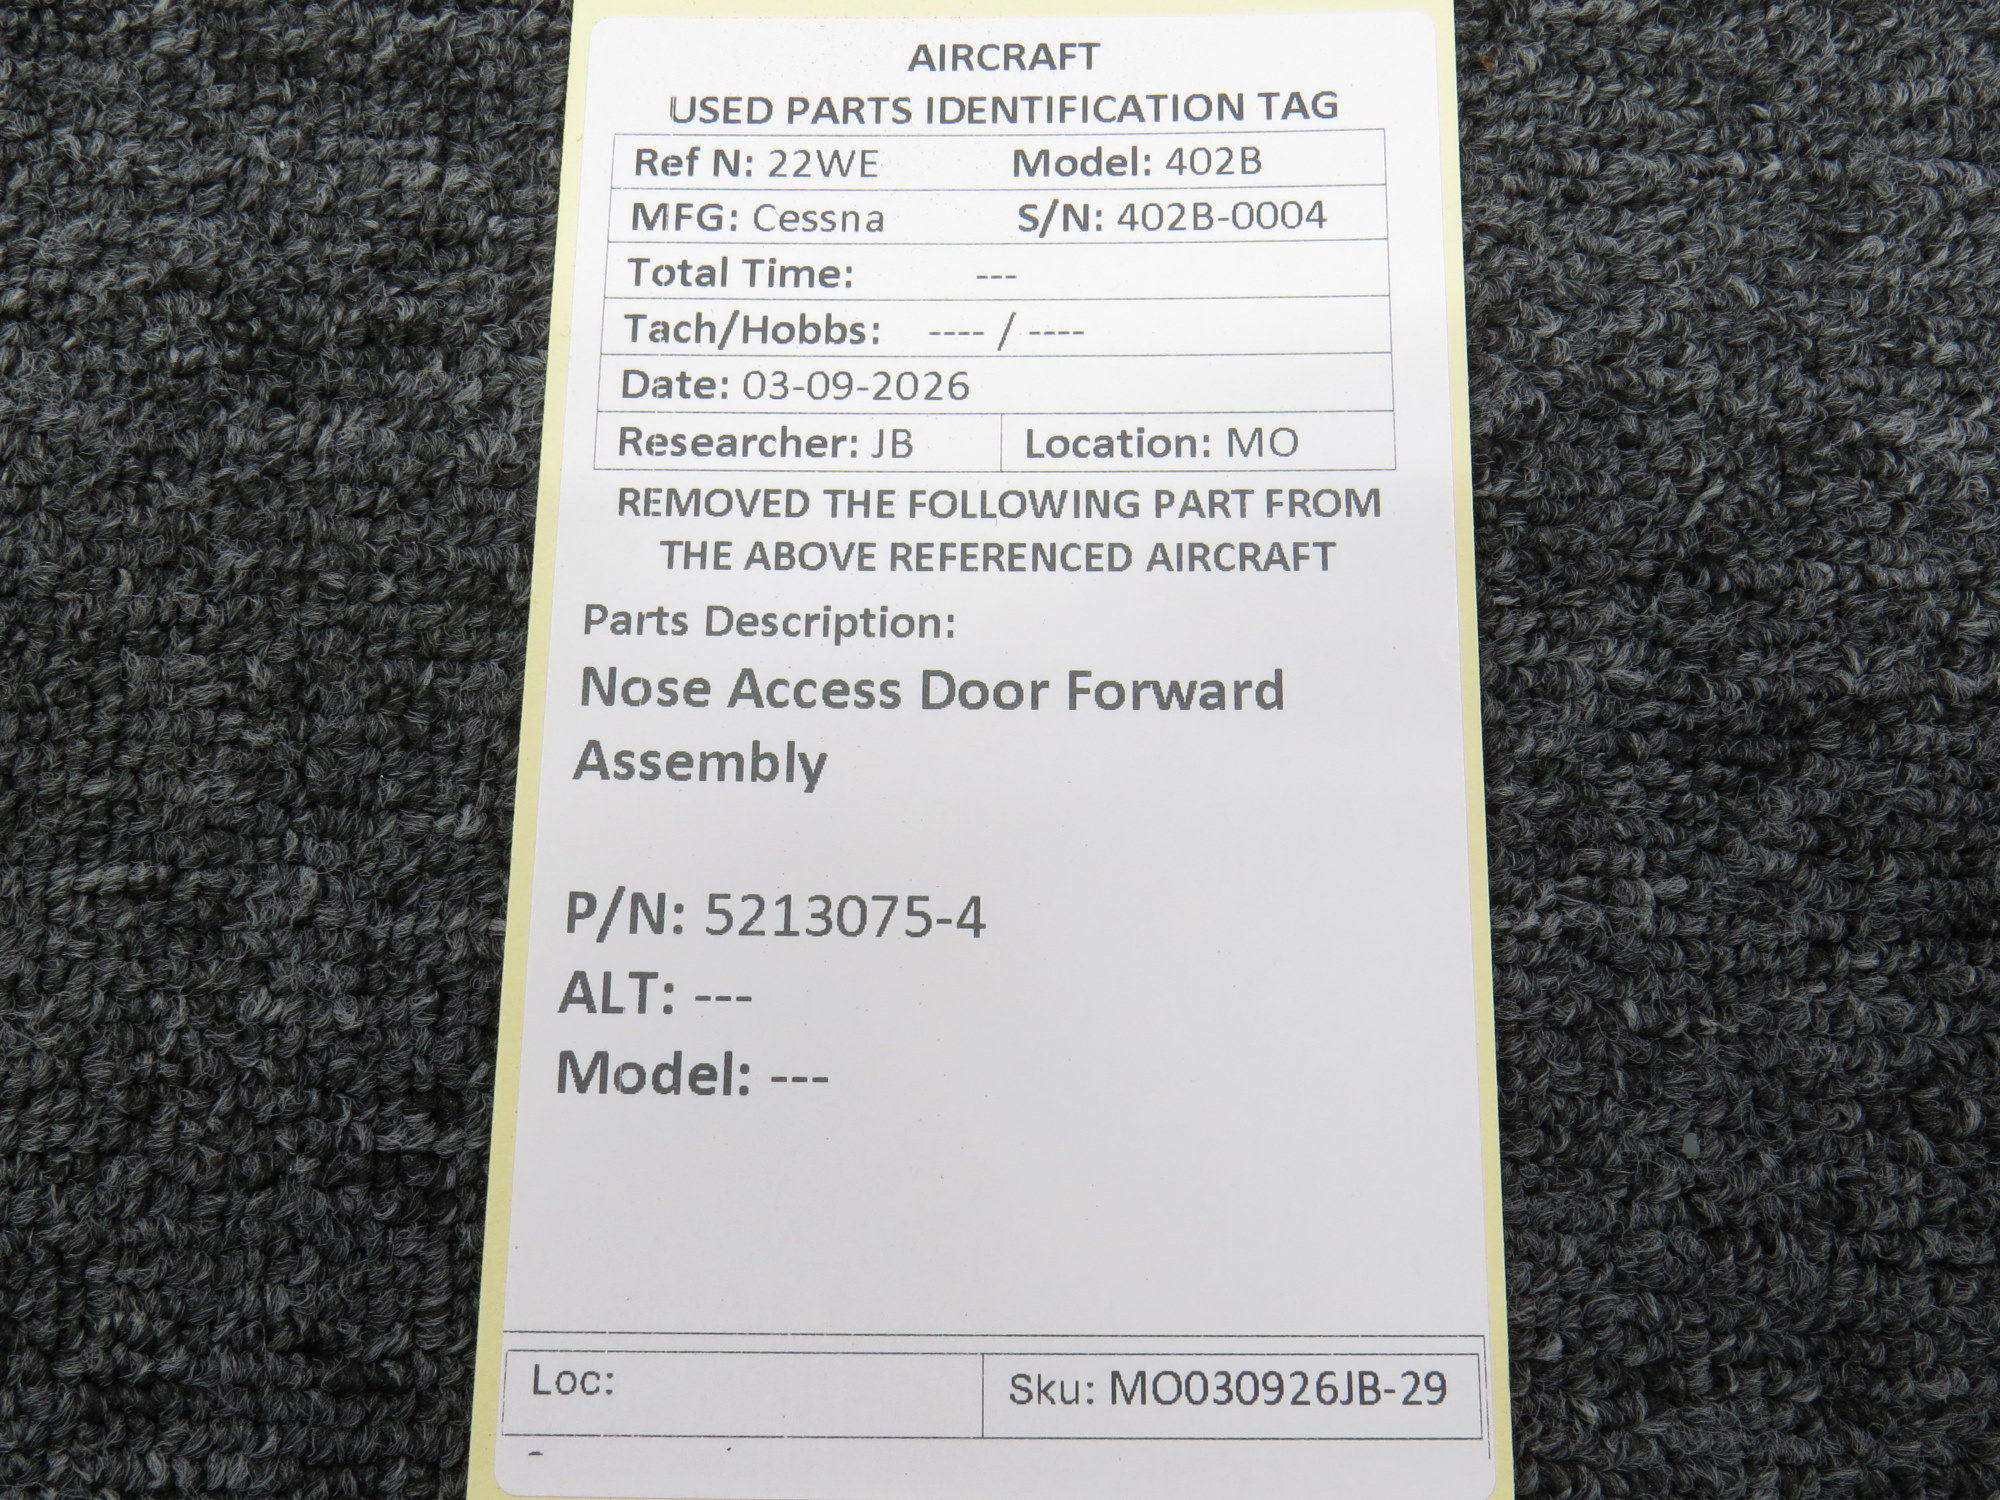 AIRCRAFT
USED PARTS IDENTIFICATION TAG
Ref N: 22WE Model: 402B
MFG: Cessna S/N: 402B-0004
Total Time: ---
Tach/Hobbs: ---- / ----
Date: 03-09-2026
Researcher: JB Location: MO
REMOVED THE FOLLOWING PART FROM
THE ABOVE REFERENCED AIRCRAFT
Parts Description:
Nose Access Door Forward
Assembly
P/N: 5213075-4
ALT: ---
Model: ---
Loc: Sku: MO030926JB-29